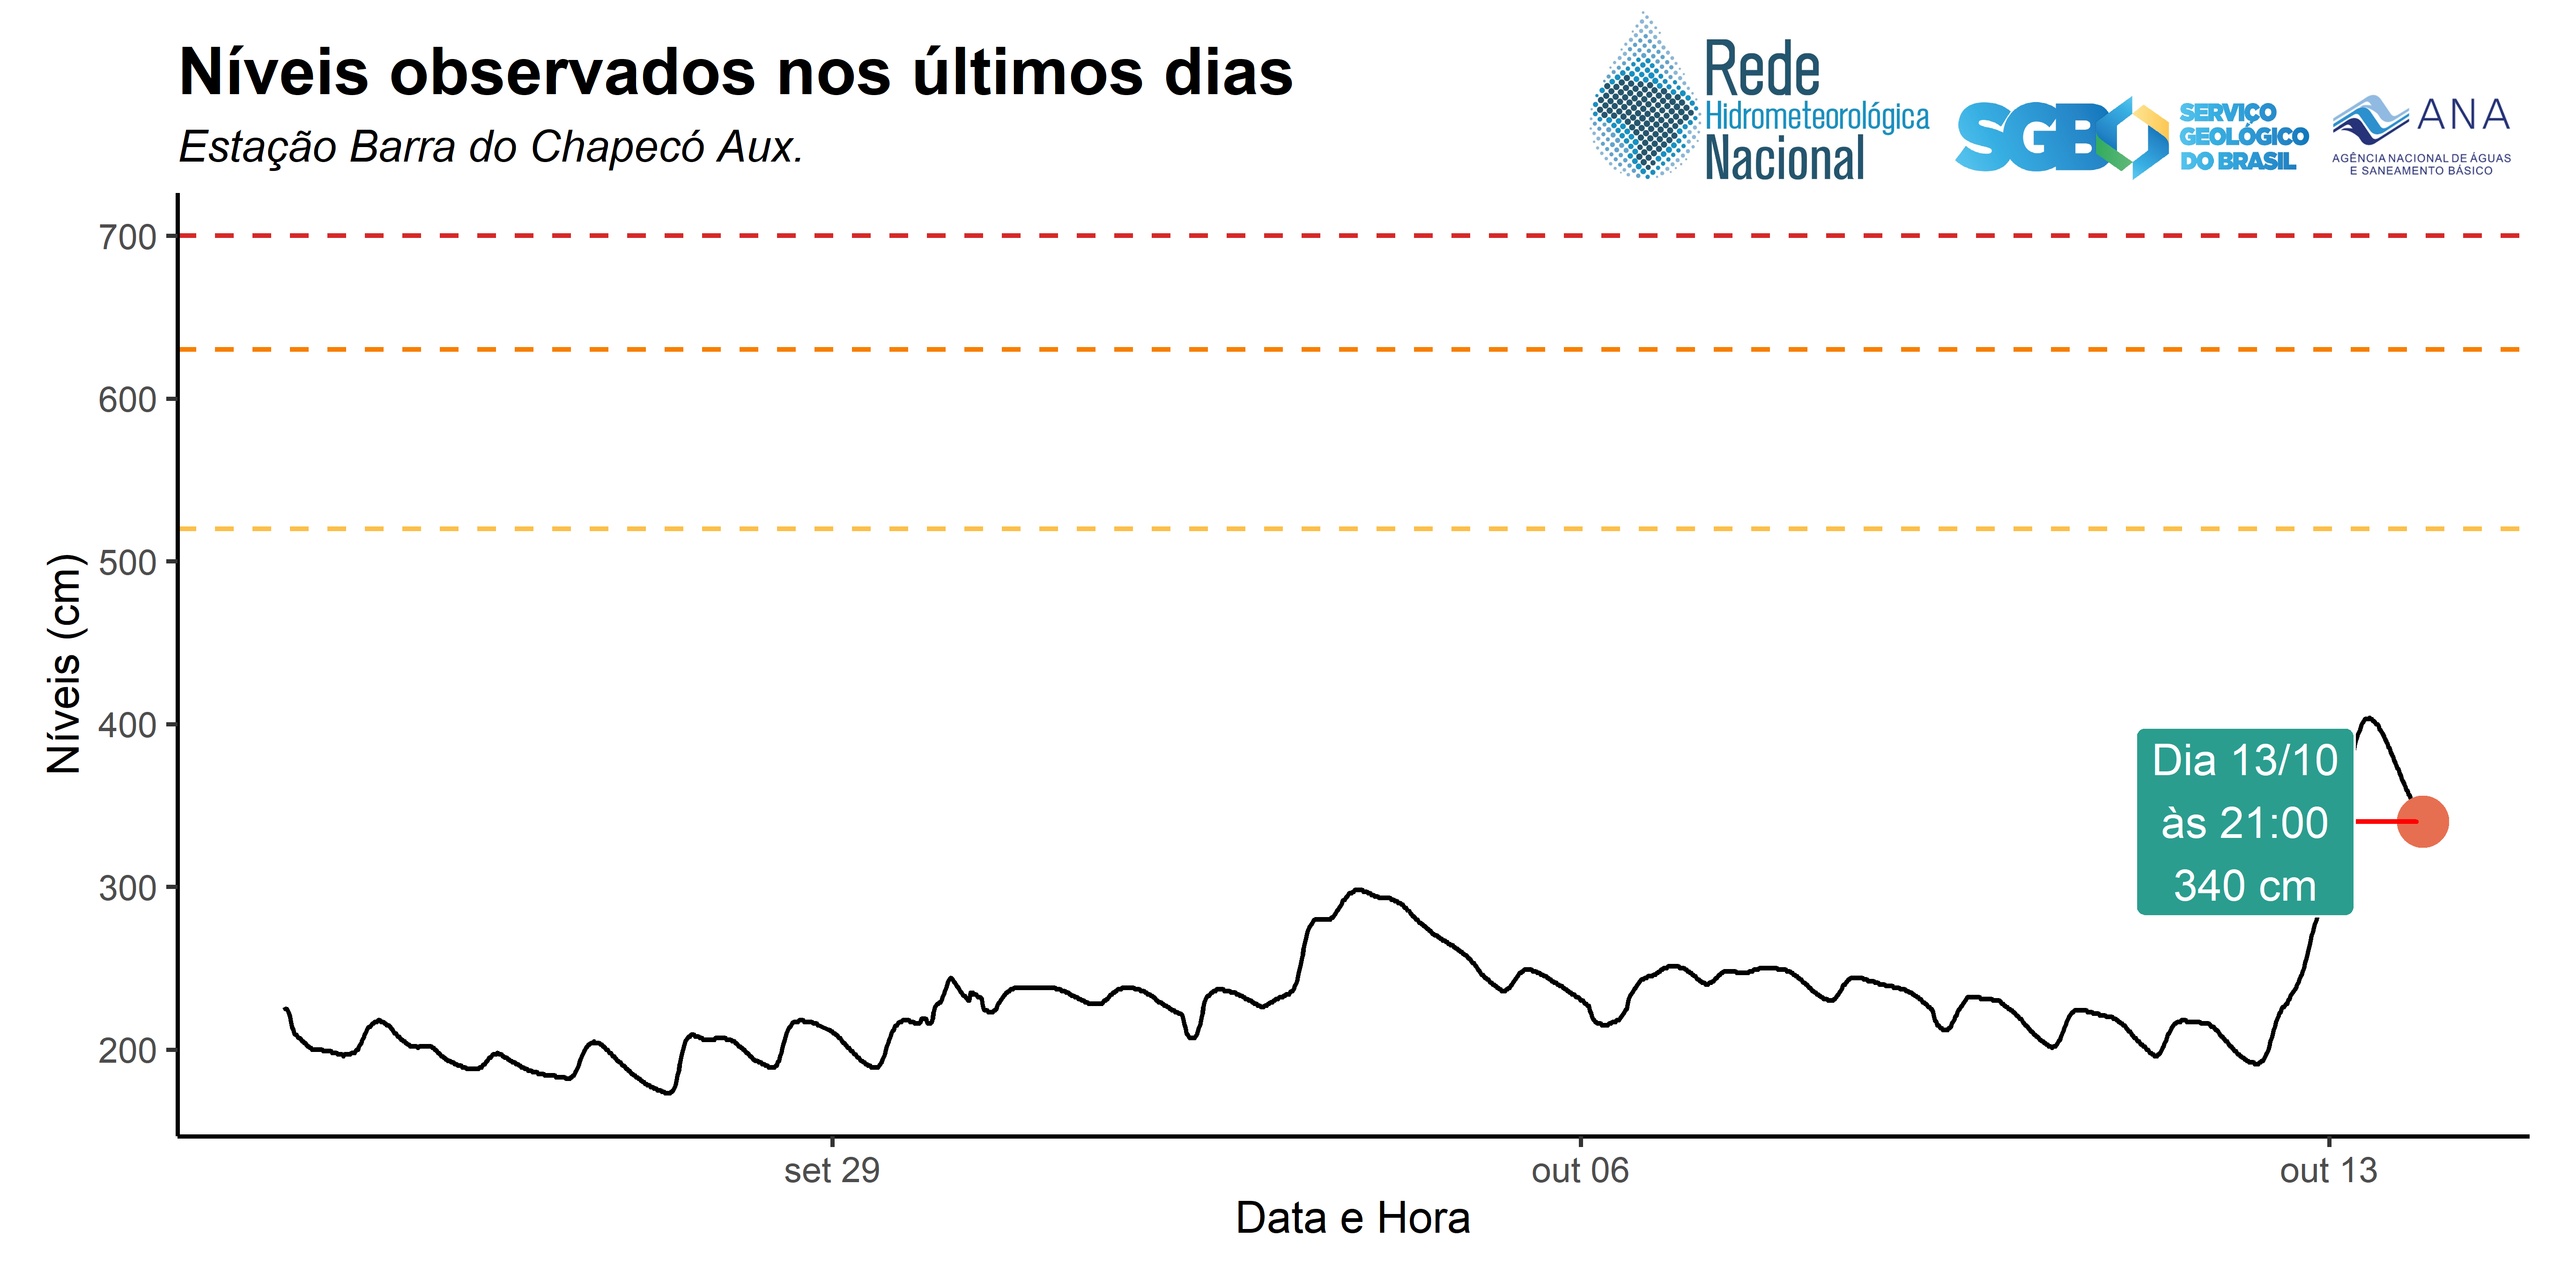 Níveis observados nos últimos dias
Estação Barra do Chapecó Aux.
Rede
Hidrometeorológica
Nacional
SGB
SERVIÇO
GEOLÓGICO
DO BRASIL
ANA
AGÊNCIA NACIONAL DE ÁGUAS
E SANEAMENTO BÁSICO
Níveis (cm)
700
600
500
400
300
200
Dia 13/10
às 21:00
340 cm
set 29
out 06
out 13
Data e Hora